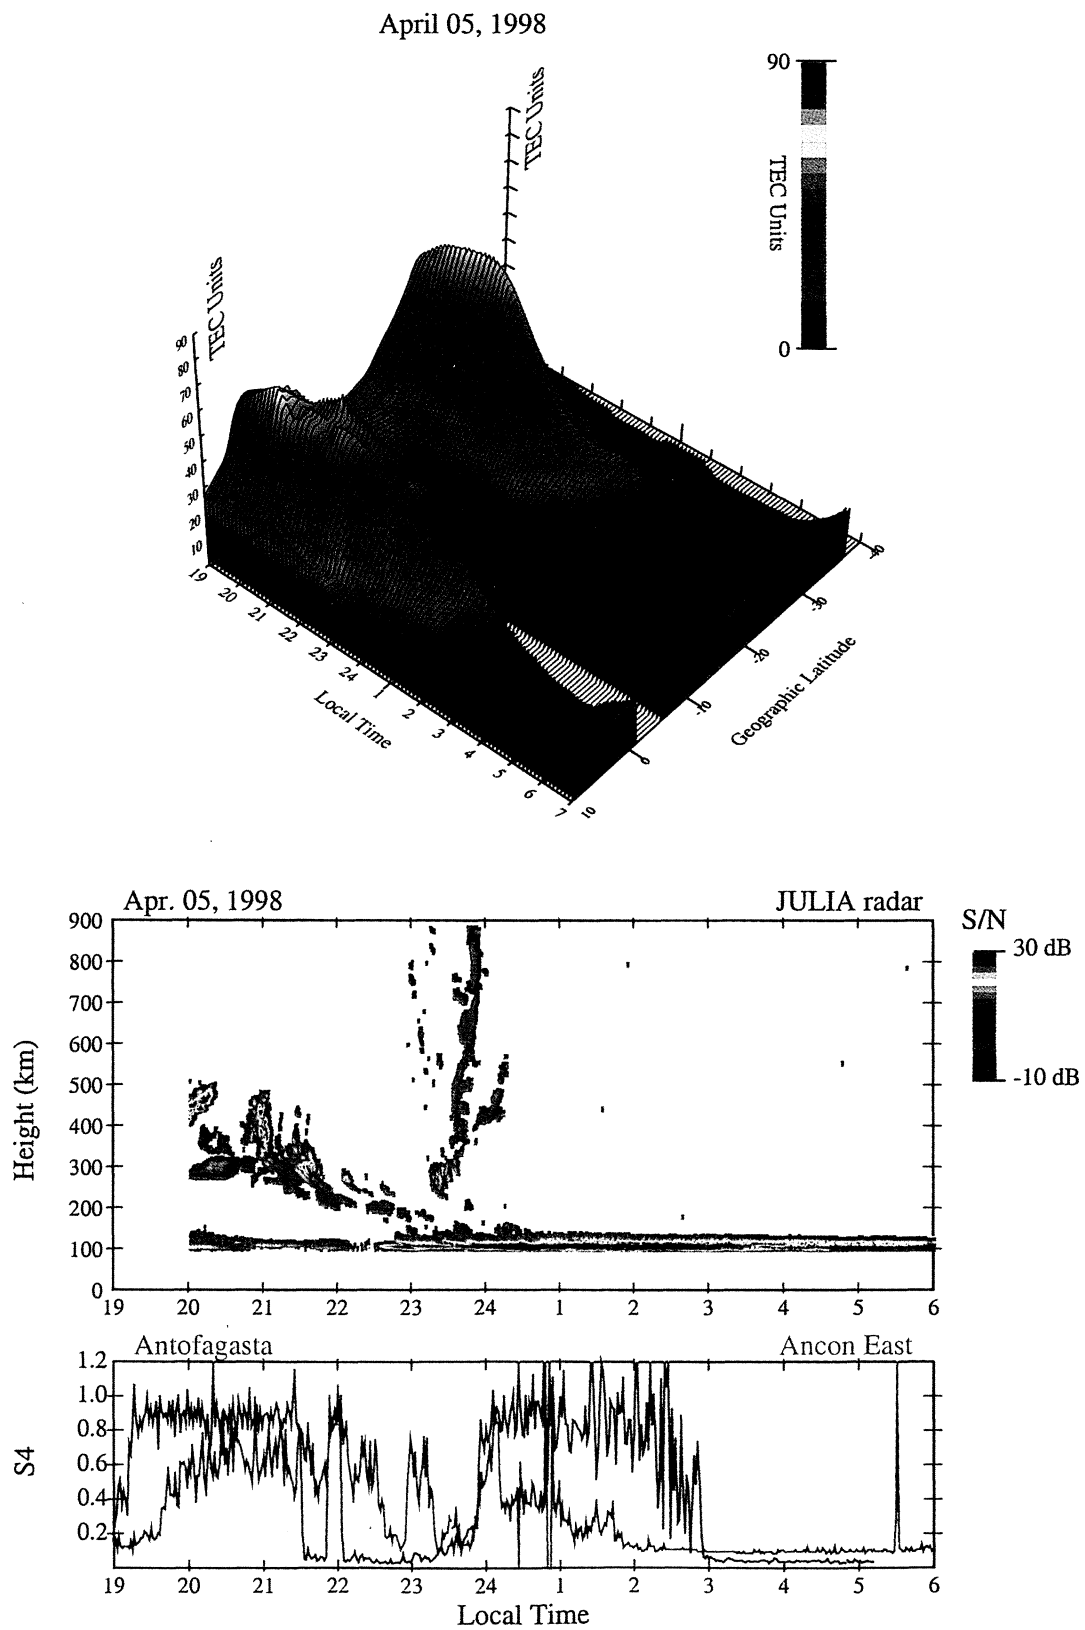 April 05, 1998
90
TEC Units
0
TEC Units
TEC Units
90
80
70
60
50
40
30
20
10
19 20 21 22 23 24 1 2 3 4 5 6 7
Local Time
10 0 -10 -20 -30 -40
Geographic Latitude
Apr. 05, 1998 JULIA radar
S/N
30 dB
-10 dB
900
800
700
600
500
400
300
200
100
0
Height (km)
19 20 21 22 23 24 1 2 3 4 5 6
Antofagasta Ancon East
1.2
1.0
0.8
0.6
0.4
0.2
S4
19 20 21 22 23 24 1 2 3 4 5 6
Local Time